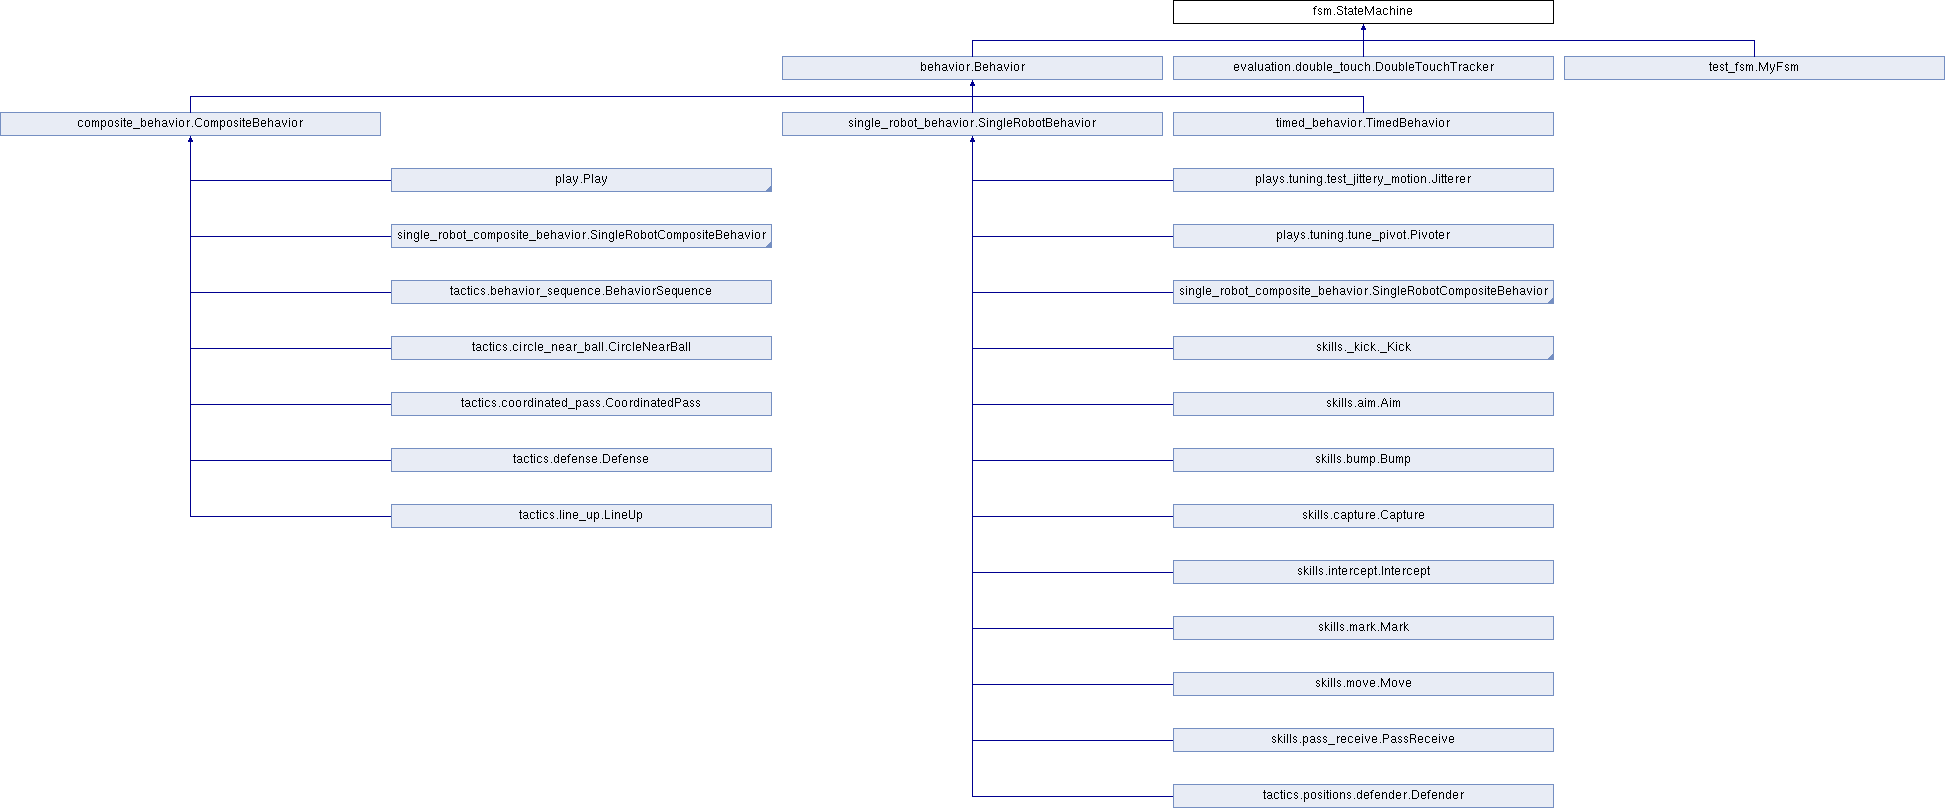 fsm.StateMachine
behavior.Behavior
evaluation.double_touch.DoubleTouchTracker
test_fsm.MyFsm
composite_behavior.CompositeBehavior
single_robot_behavior.SingleRobotBehavior
timed_behavior.TimedBehavior
play.Play
plays.tuning.test_jittery_motion.Jitterer
single_robot_composite_behavior.SingleRobotCompositeBehavior
plays.tuning.tune_pivot.Pivoter
tactics.behavior_sequence.BehaviorSequence
single_robot_composite_behavior.SingleRobotCompositeBehavior
tactics.circle_near_ball.CircleNearBall
skills._kick._Kick
tactics.coordinated_pass.CoordinatedPass
skills.aim.Aim
tactics.defense.Defense
skills.bump.Bump
tactics.line_up.LineUp
skills.capture.Capture
skills.intercept.Intercept
skills.mark.Mark
skills.move.Move
skills.pass_receive.PassReceive
tactics.positions.defender.Defender